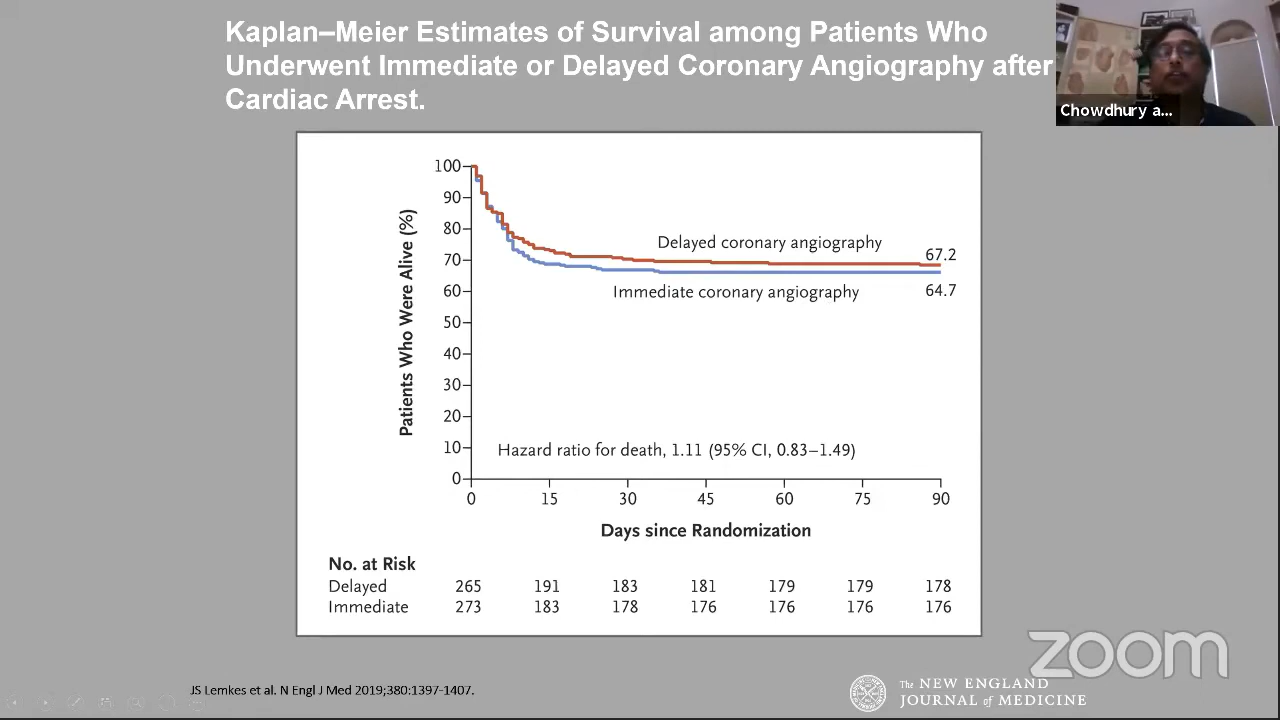 Kaplan–Meier Estimates of Survival among Patients Who
Underwent Immediate or Delayed Coronary Angiography after
Cardiac Arrest.
Chowdhury a...
100
90
80
70
60
50
40
30
20
10
0
Patients Who Were Alive (%)
Delayed coronary angiography
67.2
Immediate coronary angiography
64.7
Hazard ratio for death, 1.11 (95% CI, 0.83–1.49)
0 15 30 45 60 75 90
Days since Randomization
No. at Risk
Delayed 265 191 183 181 179 179 178
Immediate 273 183 178 176 176 176 176
zoom
JS Lemkes et al. N Engl J Med 2019;380:1397-1407.
The NEW ENGLAND
JOURNAL of MEDICINE